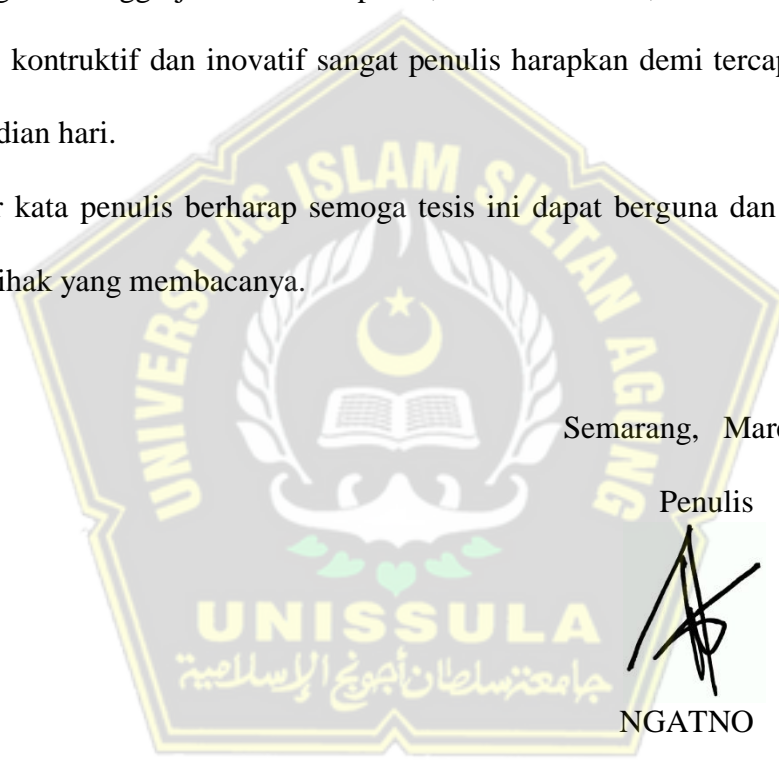 kontruktif dan inovatif sangat penulis harapkan demi
dian hari.
kata penulis berharap semoga tesis ini dapat berguna dan
ihak yang membacanya.
Semarang, Mar
Penulis
NGATNO
UNIVERSITAS ISLAM SULTAN AGUNG
UNISSULA
جامعة سلطان أجونج الإسلامية